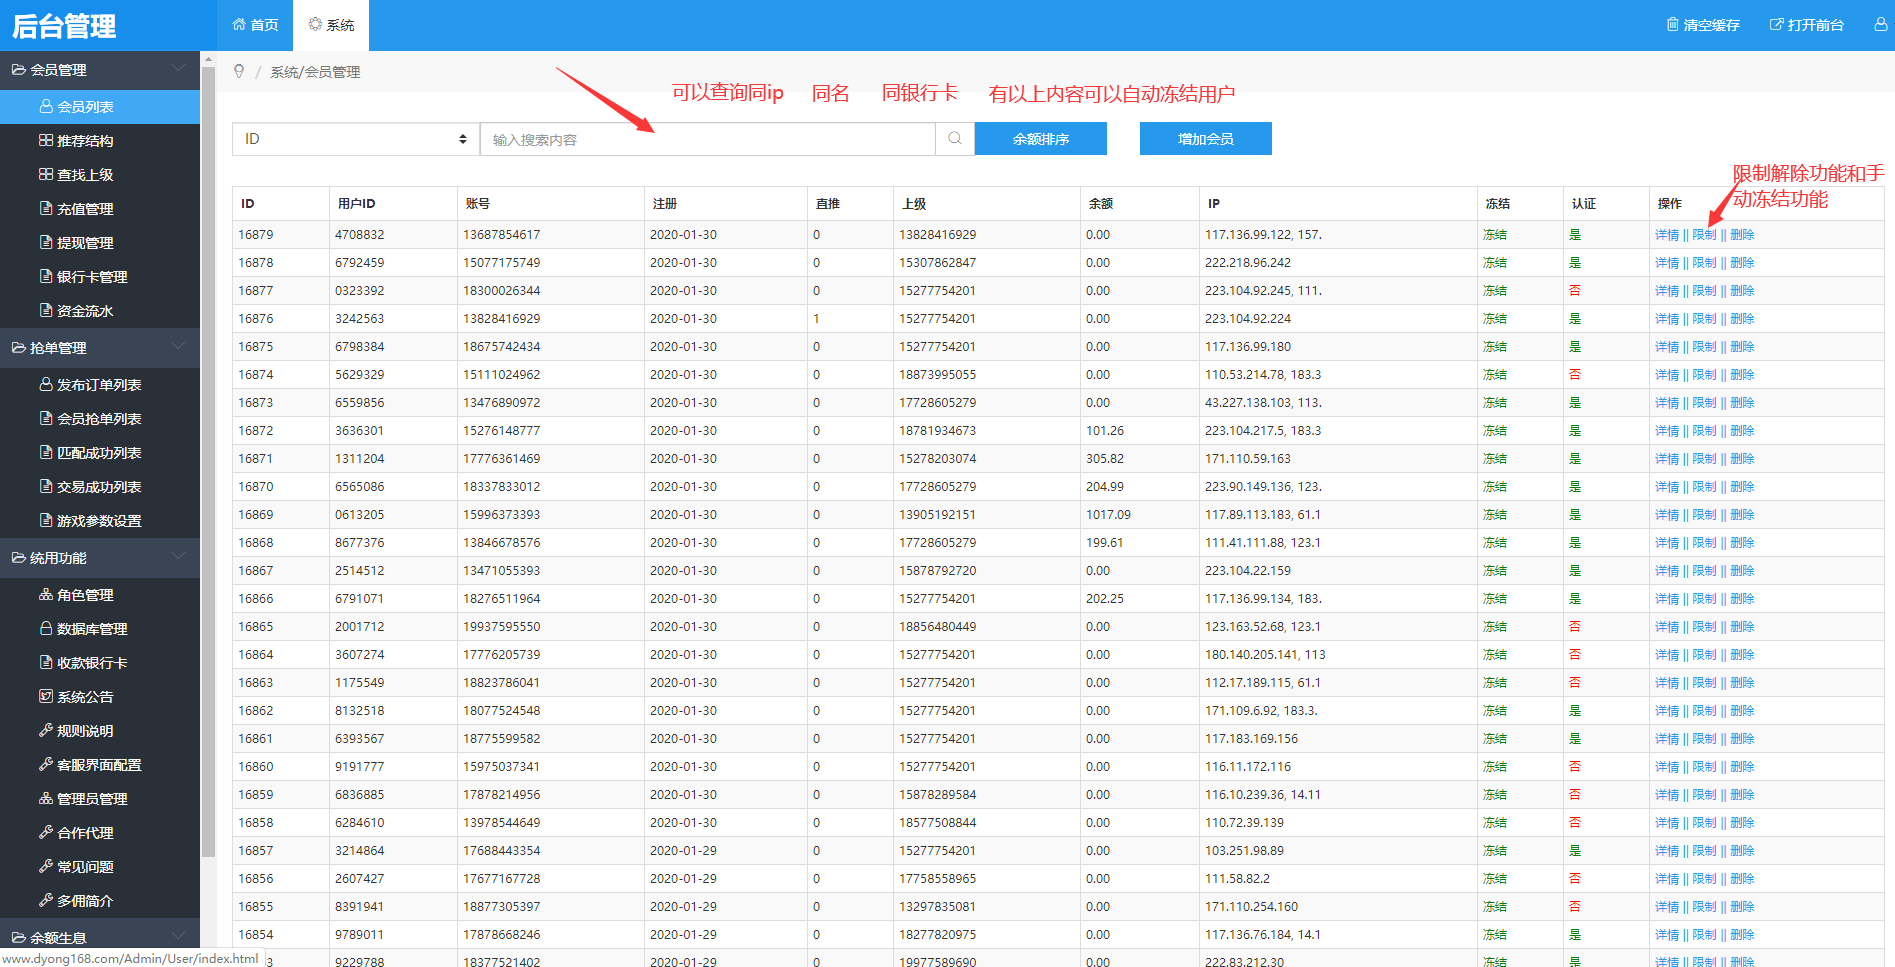 后台管理
首页
系统
清空缓存
打开前台
会员管理
会员列表
推荐结构
查找上级
充值管理
提现管理
银行卡管理
资金流水
抢单管理
发布订单列表
会员抢单列表
匹配成功列表
交易成功列表
游戏参数设置
统用功能
角色管理
数据库管理
收款银行卡
系统公告
规则说明
客服界面配置
管理员管理
合作代理
常见问题
多佣简介
余额生息
www.dyong168.com/Admin/User/index.html
/ 系统/会员管理
可以查询同ip 同名 同银行卡 有以上内容可以自动冻结用户
ID 输入搜索内容 余额排序 增加会员
限制解除功能和手
动冻结功能
ID 用户ID 账号 注册 直推 上级 余额 IP 冻结 认证 操作
16879 4708832 13687854617 2020-01-30 0 13828416929 0.00 117.136.99.122, 157. 冻结 是 详情 || 限制 || 删除
16878 6792459 15077175749 2020-01-30 0 15307862847 0.00 222.218.96.242 冻结 是 详情 || 限制 || 删除
16877 0323392 18300026344 2020-01-30 0 15277754201 0.00 223.104.92.245, 111. 冻结 否 详情 || 限制 || 删除
16876 3242563 13828416929 2020-01-30 1 15277754201 0.00 223.104.92.224 冻结 是 详情 || 限制 || 删除
16875 6798384 18675742434 2020-01-30 0 15277754201 0.00 117.136.99.180 冻结 是 详情 || 限制 || 删除
16874 5629329 15111024962 2020-01-30 0 18873995055 0.00 110.53.214.78, 183.3 冻结 否 详情 || 限制 || 删除
16873 6559856 13476890972 2020-01-30 0 17728605279 0.00 43.227.138.103, 113. 冻结 是 详情 || 限制 || 删除
16872 3636301 15276148777 2020-01-30 0 18781934673 101.26 223.104.217.5, 183.3 冻结 是 详情 || 限制 || 删除
16871 1311204 17776361469 2020-01-30 0 15278203074 305.82 171.110.59.163 冻结 是 详情 || 限制 || 删除
16870 6565086 18337833012 2020-01-30 0 17728605279 204.99 223.90.149.136, 123. 冻结 是 详情 || 限制 || 删除
16869 0613205 15996373393 2020-01-30 0 13905192151 1017.09 117.89.113.183, 61.1 冻结 是 详情 || 限制 || 删除
16868 8677376 13846678576 2020-01-30 0 17728605279 199.61 111.41.111.88, 123.1 冻结 是 详情 || 限制 || 删除
16867 2514512 13471055393 2020-01-30 0 15878792720 0.00 223.104.22.159 冻结 是 详情 || 限制 || 删除
16866 6791071 18276511964 2020-01-30 0 15277754201 202.25 117.136.99.134, 183. 冻结 是 详情 || 限制 || 删除
16865 2001712 19937595550 2020-01-30 0 18856480449 0.00 123.163.52.68, 123.1 冻结 否 详情 || 限制 || 删除
16864 3607274 17776205739 2020-01-30 0 15277754201 0.00 180.140.205.141, 113 冻结 否 详情 || 限制 || 删除
16863 1175549 18823786041 2020-01-30 0 15277754201 0.00 112.17.189.115, 61.1 冻结 否 详情 || 限制 || 删除
16862 8132518 18077524548 2020-01-30 0 15277754201 0.00 171.109.6.92, 183.3. 冻结 是 详情 || 限制 || 删除
16861 6393567 18775599582 2020-01-30 0 15277754201 0.00 117.183.169.156 冻结 是 详情 || 限制 || 删除
16860 9191777 15975037341 2020-01-30 0 15277754201 0.00 116.11.172.116 冻结 否 详情 || 限制 || 删除
16859 6836885 17878214956 2020-01-30 0 15878289584 0.00 116.10.239.36, 14.11 冻结 否 详情 || 限制 || 删除
16858 6284610 13978544649 2020-01-30 0 18577508844 0.00 110.72.39.139 冻结 否 详情 || 限制 || 删除
16857 3214864 17688443354 2020-01-29 0 15277754201 0.00 103.251.98.89 冻结 是 详情 || 限制 || 删除
16856 2607427 17677167728 2020-01-29 0 17758558965 0.00 111.58.82.2 冻结 否 详情 || 限制 || 删除
16855 8391941 18877305397 2020-01-29 0 13297835081 0.00 171.110.254.160 冻结 否 详情 || 限制 || 删除
16854 9789011 17878668246 2020-01-29 0 18277820975 0.00 117.136.76.184, 14.1 冻结 是 详情 || 限制 || 删除
3 9229788 18377521402 2020-01-29 0 19977589690 0.00 222.83.212.30 冻结 否 详情 || 限制 || 删除